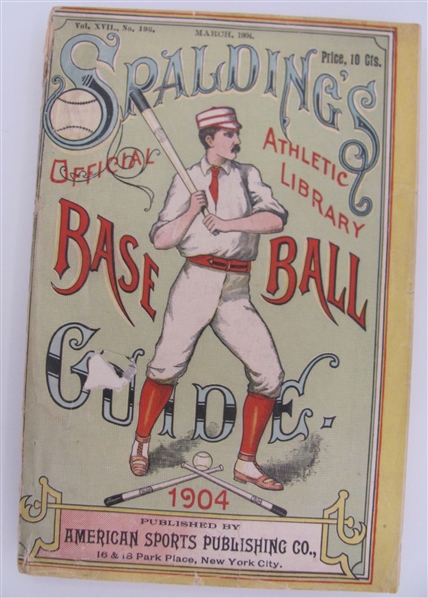 Vol. XVII., No. 198.
MARCH, 1904.
Price, 10 Cts.
SPALDING'S
OFFICIAL
ATHLETIC
LIBRARY
BASE BALL
GUIDE.
1904
PUBLISHED BY
AMERICAN SPORTS PUBLISHING CO.,
16 & 18 Park Place, New York City.